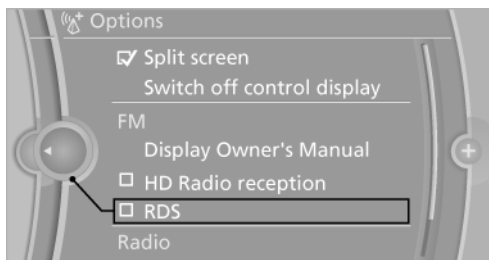 Options
Split screen
Switch off control display
FM
Display Owner's Manual
HD Radio reception
RDS
Radio